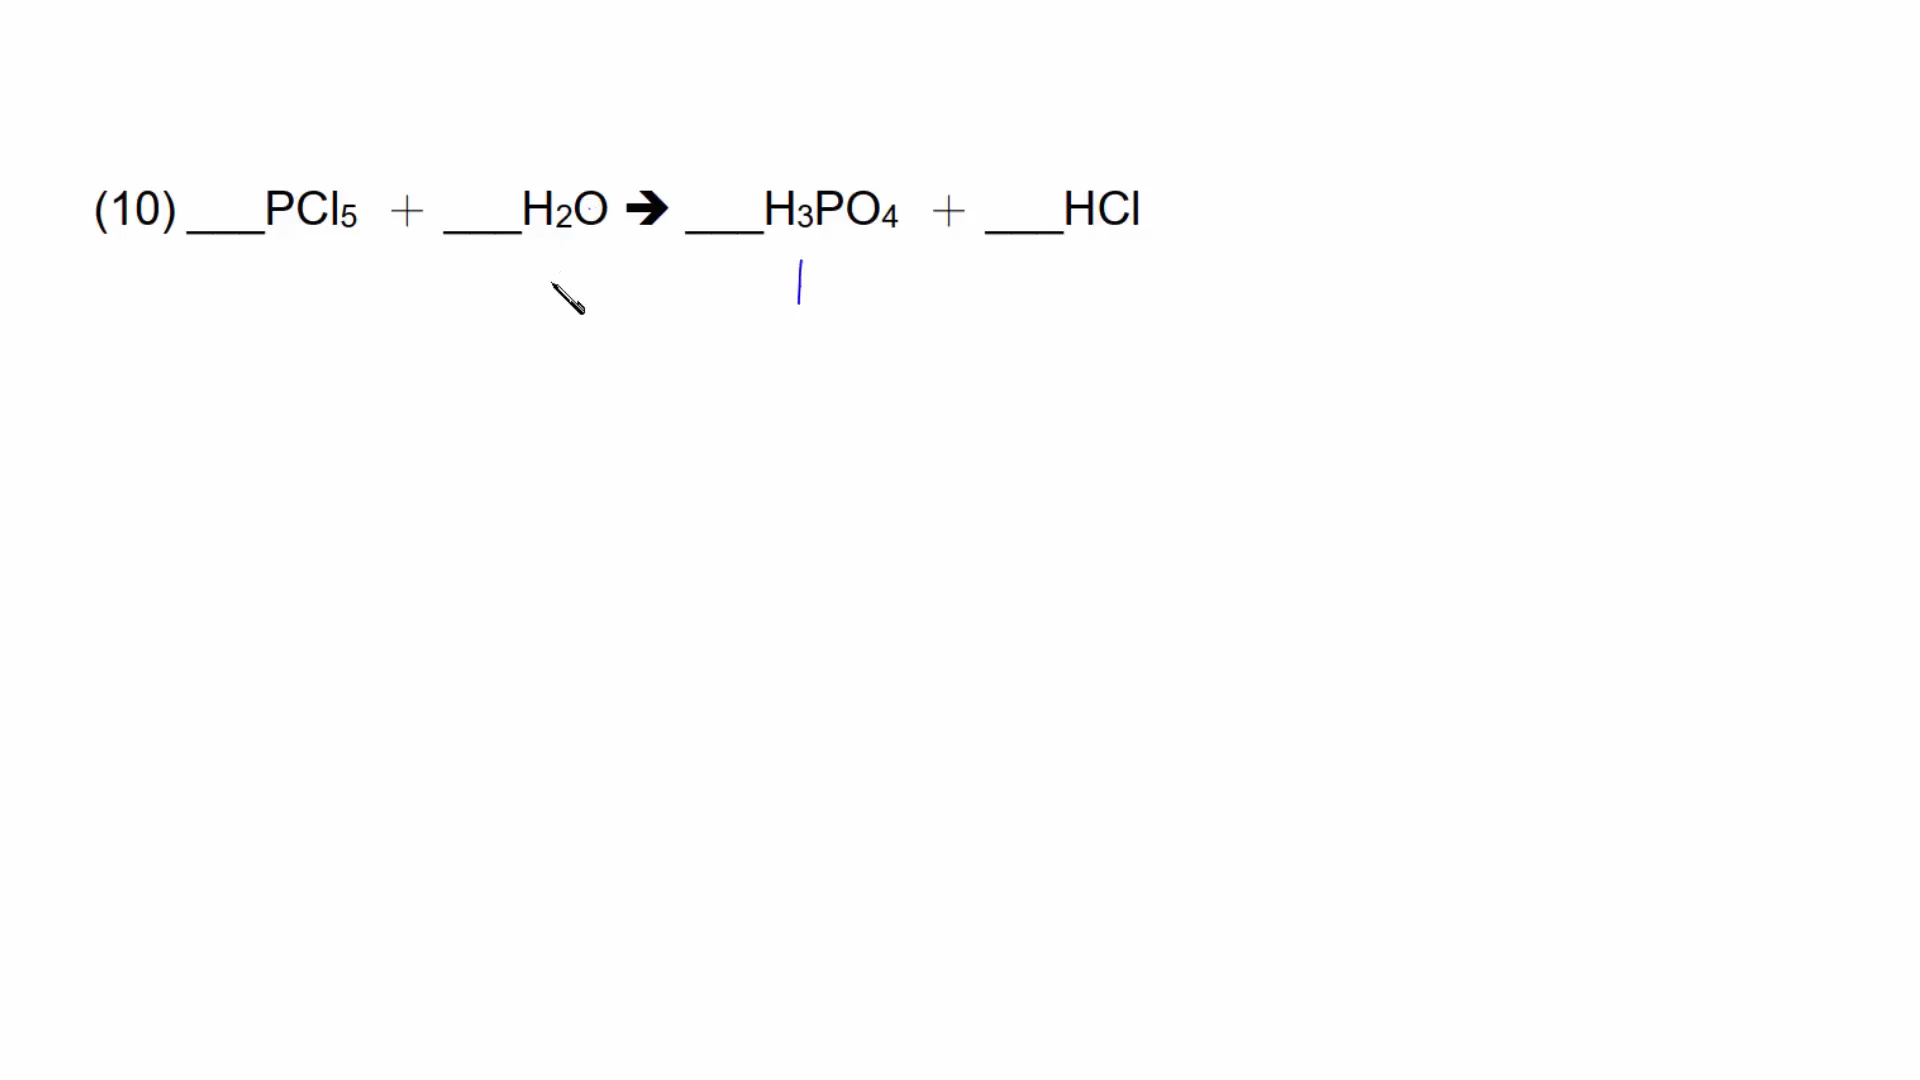 (10) ___PCl₅ + ___H₂O ➔ ___H₃PO₄ + ___HCl